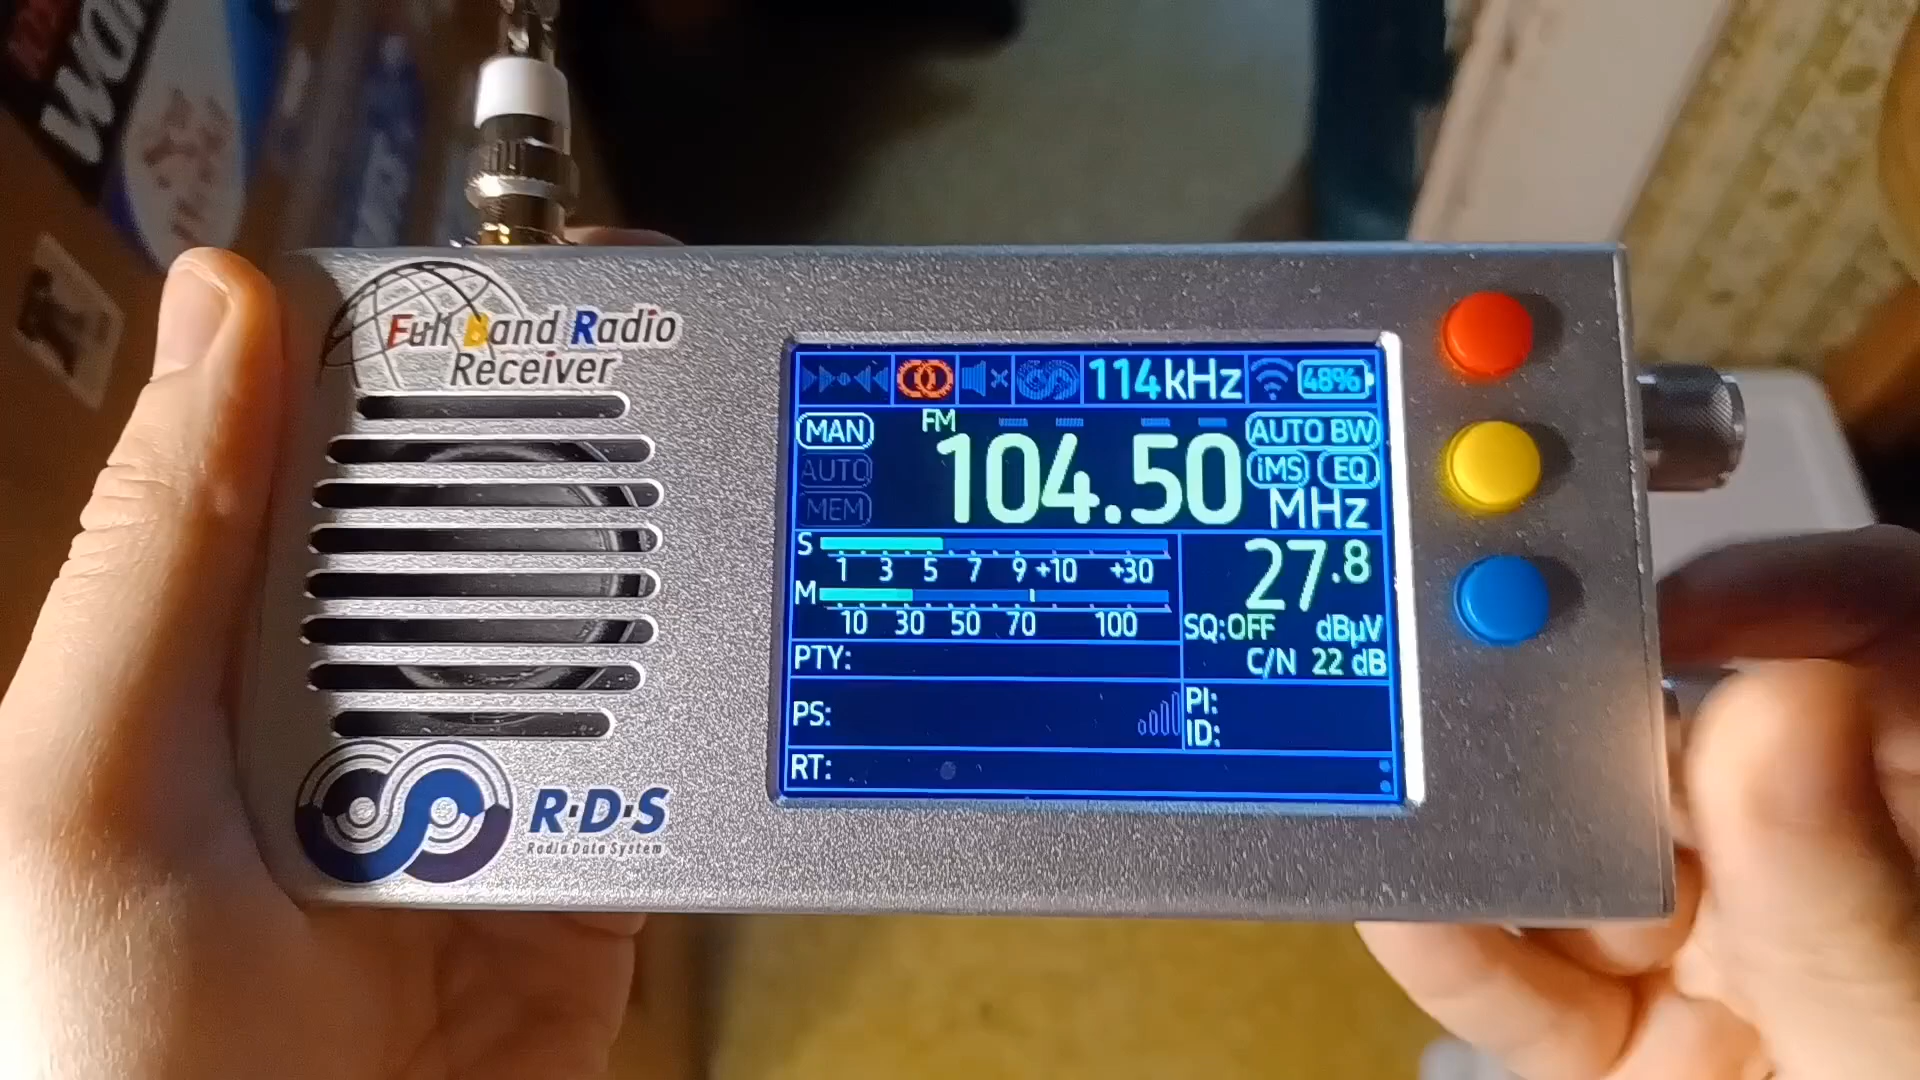 Full Band Radio
Receiver
114kHz
48%
FM
MAN
AUTO
MEM
104.50
MHz
AUTO BW
iMS
EQ
S
1 3 5 7 9 +10 +30
M
10 30 50 70 100
27.8
SQ:OFF dBµV
C/N 22 dB
PTY:
PS:
PI:
ID:
RT:
R·D·S
Radio Data System